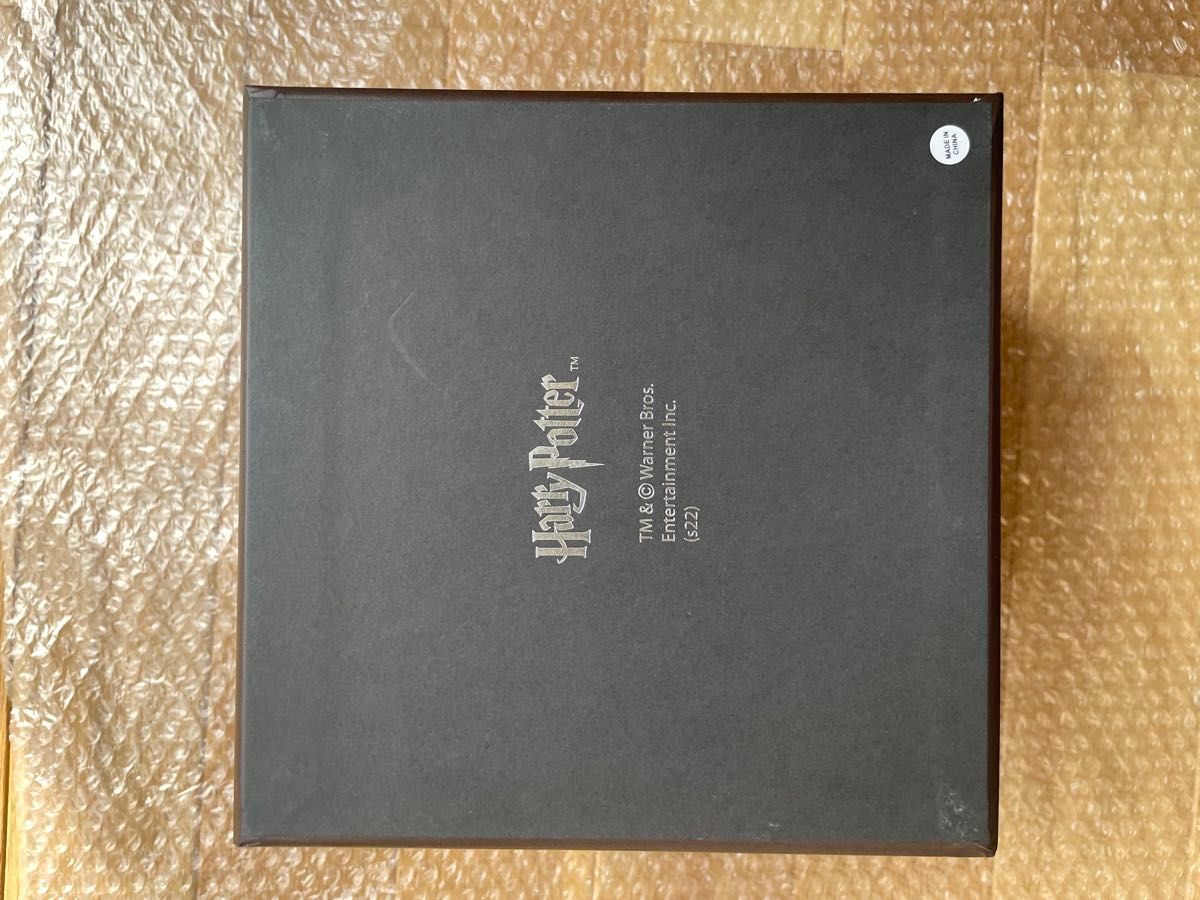 Harry Potter™
TM & © Warner Bros.
Entertainment Inc.
(s22)
MADE IN
CHINA